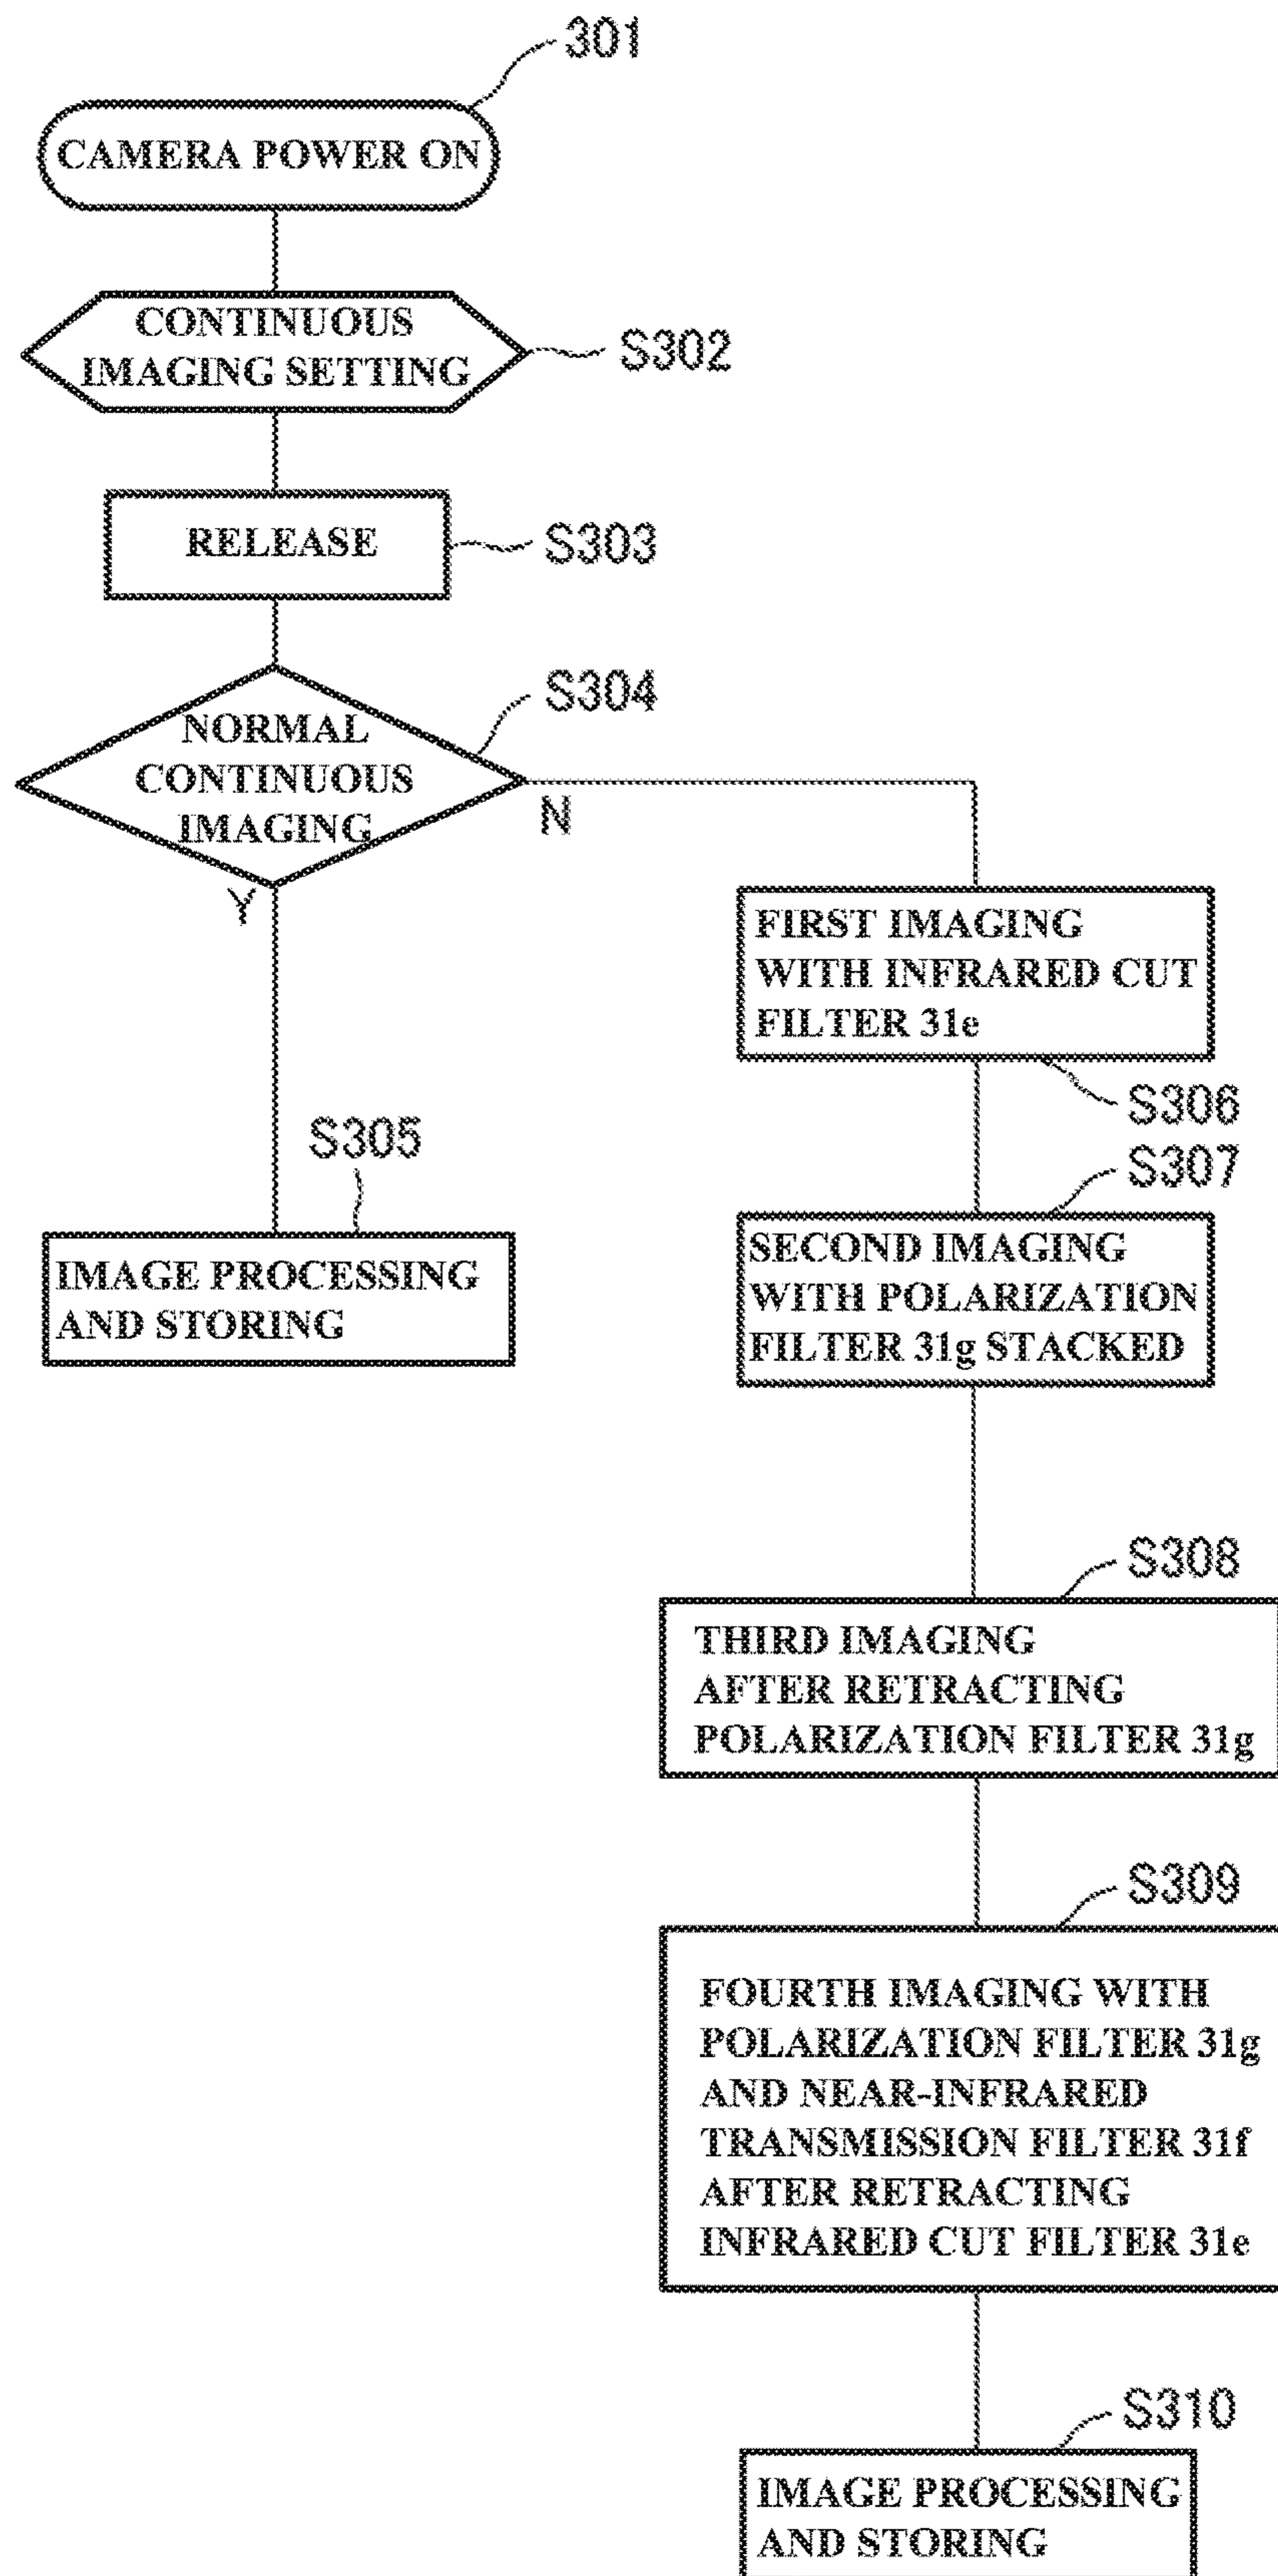 301
CAMERA POWER ON
CONTINUOUS
IMAGING SETTING
S302
RELEASE
S303
S304
NORMAL
CONTINUOUS
IMAGING
N
Y
FIRST IMAGING
WITH INFRARED CUT
FILTER 31e
S306
S305
IMAGE PROCESSING
AND STORING
S307
SECOND IMAGING
WITH POLARIZATION
FILTER 31g STACKED
S308
THIRD IMAGING
AFTER RETRACTING
POLARIZATION FILTER 31g
S309
FOURTH IMAGING WITH
POLARIZATION FILTER 31g
AND NEAR-INFRARED
TRANSMISSION FILTER 31f
AFTER RETRACTING
INFRARED CUT FILTER 31e
S310
IMAGE PROCESSING
AND STORING